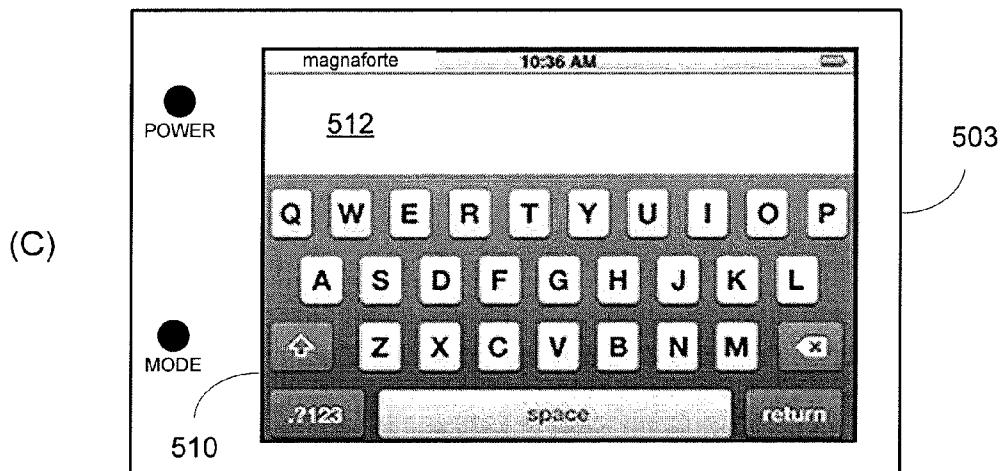 magnaforte 10:36 AM
POWER
512
503
Q W E R T Y U I O P
(C)
A S D F G H J K L
Z X C V B N M
MODE
.?123 space return
510